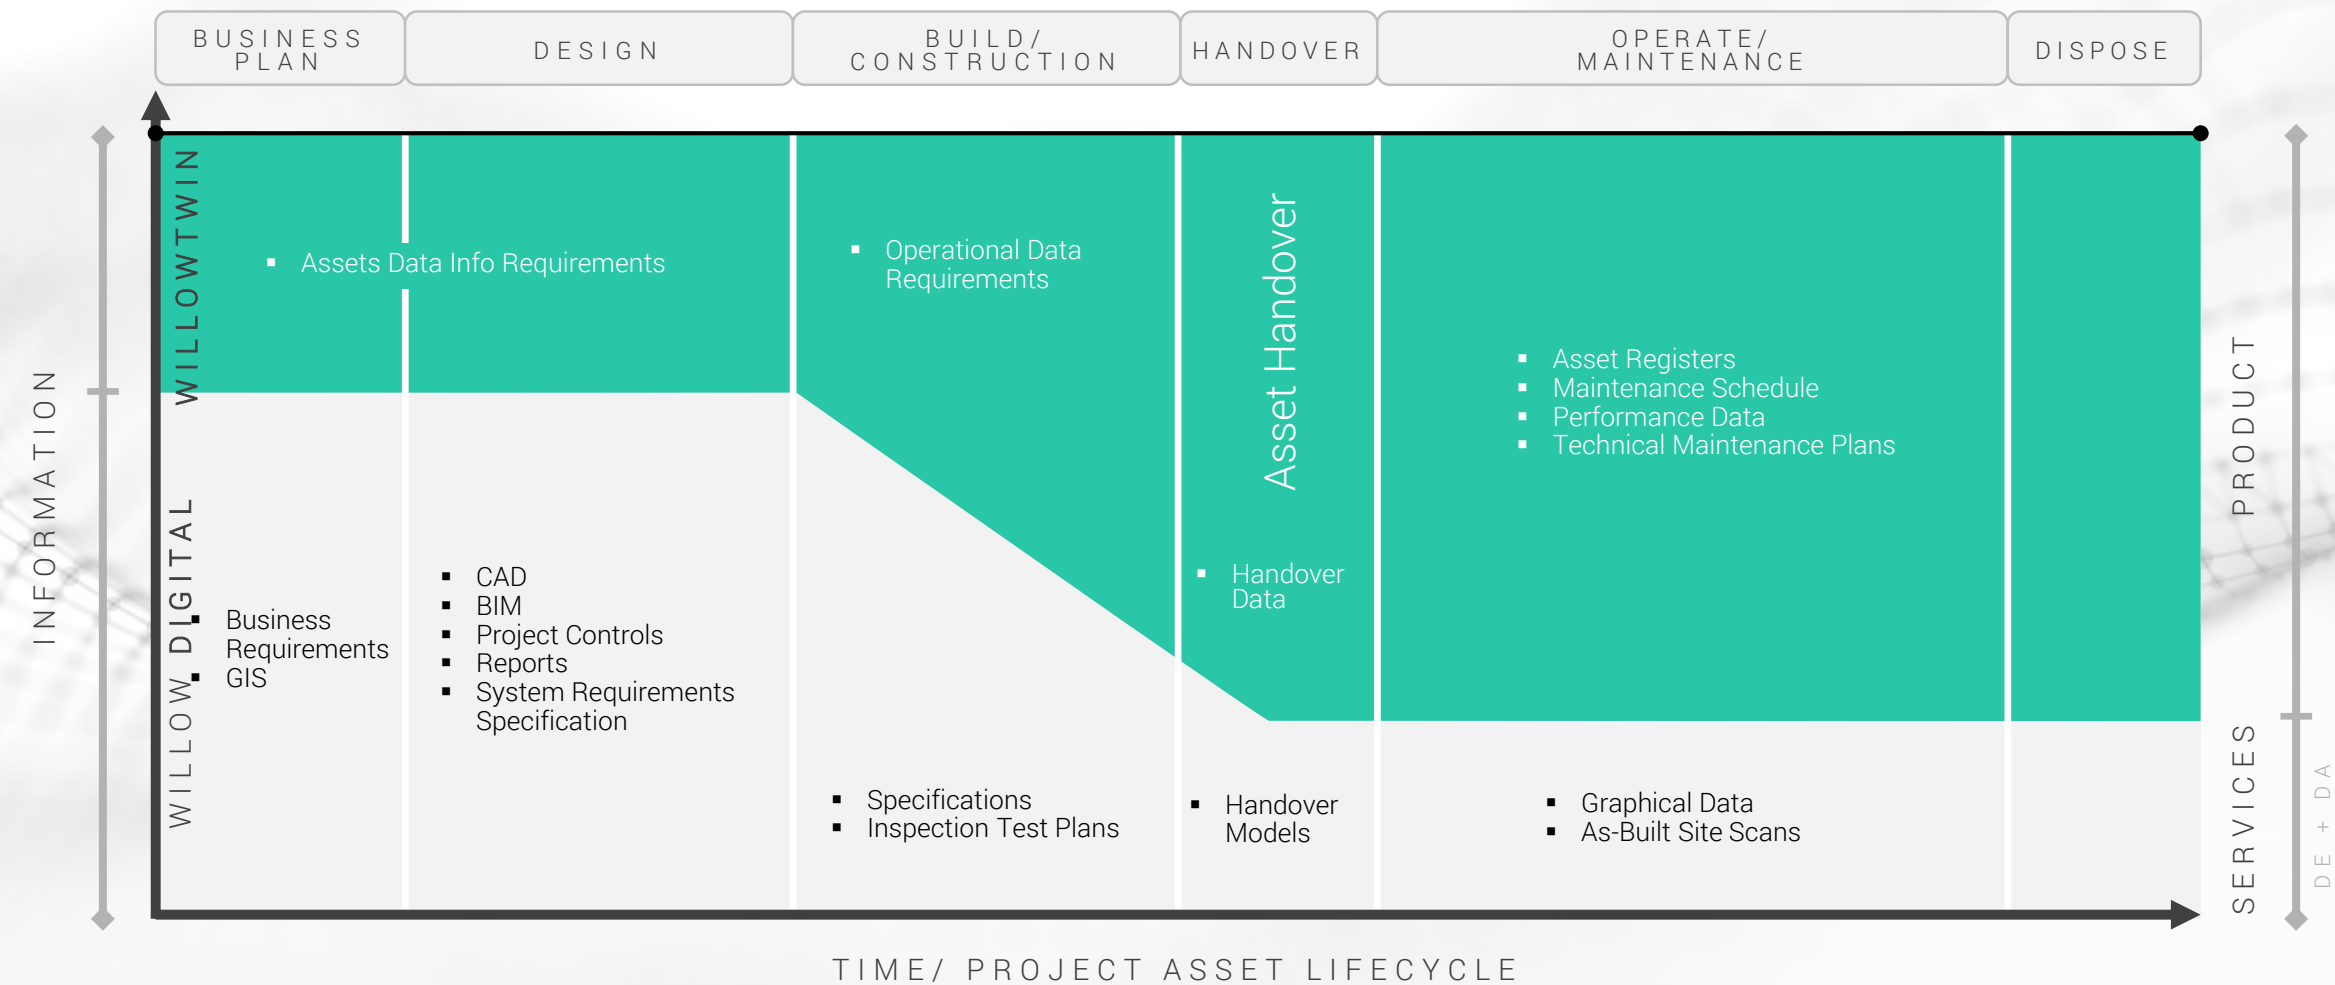 BUSINESS
PLAN
DESIGN
BUILD/
CONSTRUCTION
HANDOVER
OPERATE/
MAINTENANCE
DISPOSE
INFORMATION
WILLOWTWIN
WILLOW DIGITAL
▪ Assets Data Info Requirements
▪ Operational Data
Requirements
Asset Handover
▪ Handover
Data
▪ Asset Registers
▪ Maintenance Schedule
▪ Performance Data
▪ Technical Maintenance Plans
▪ Business
Requirements
▪ GIS
▪ CAD
▪ BIM
▪ Project Controls
▪ Reports
▪ System Requirements
Specification
▪ Specifications
▪ Inspection Test Plans
▪ Handover
Models
▪ Graphical Data
▪ As-Built Site Scans
PRODUCT
SERVICES
DE + DA
TIME/ PROJECT ASSET LIFECYCLE